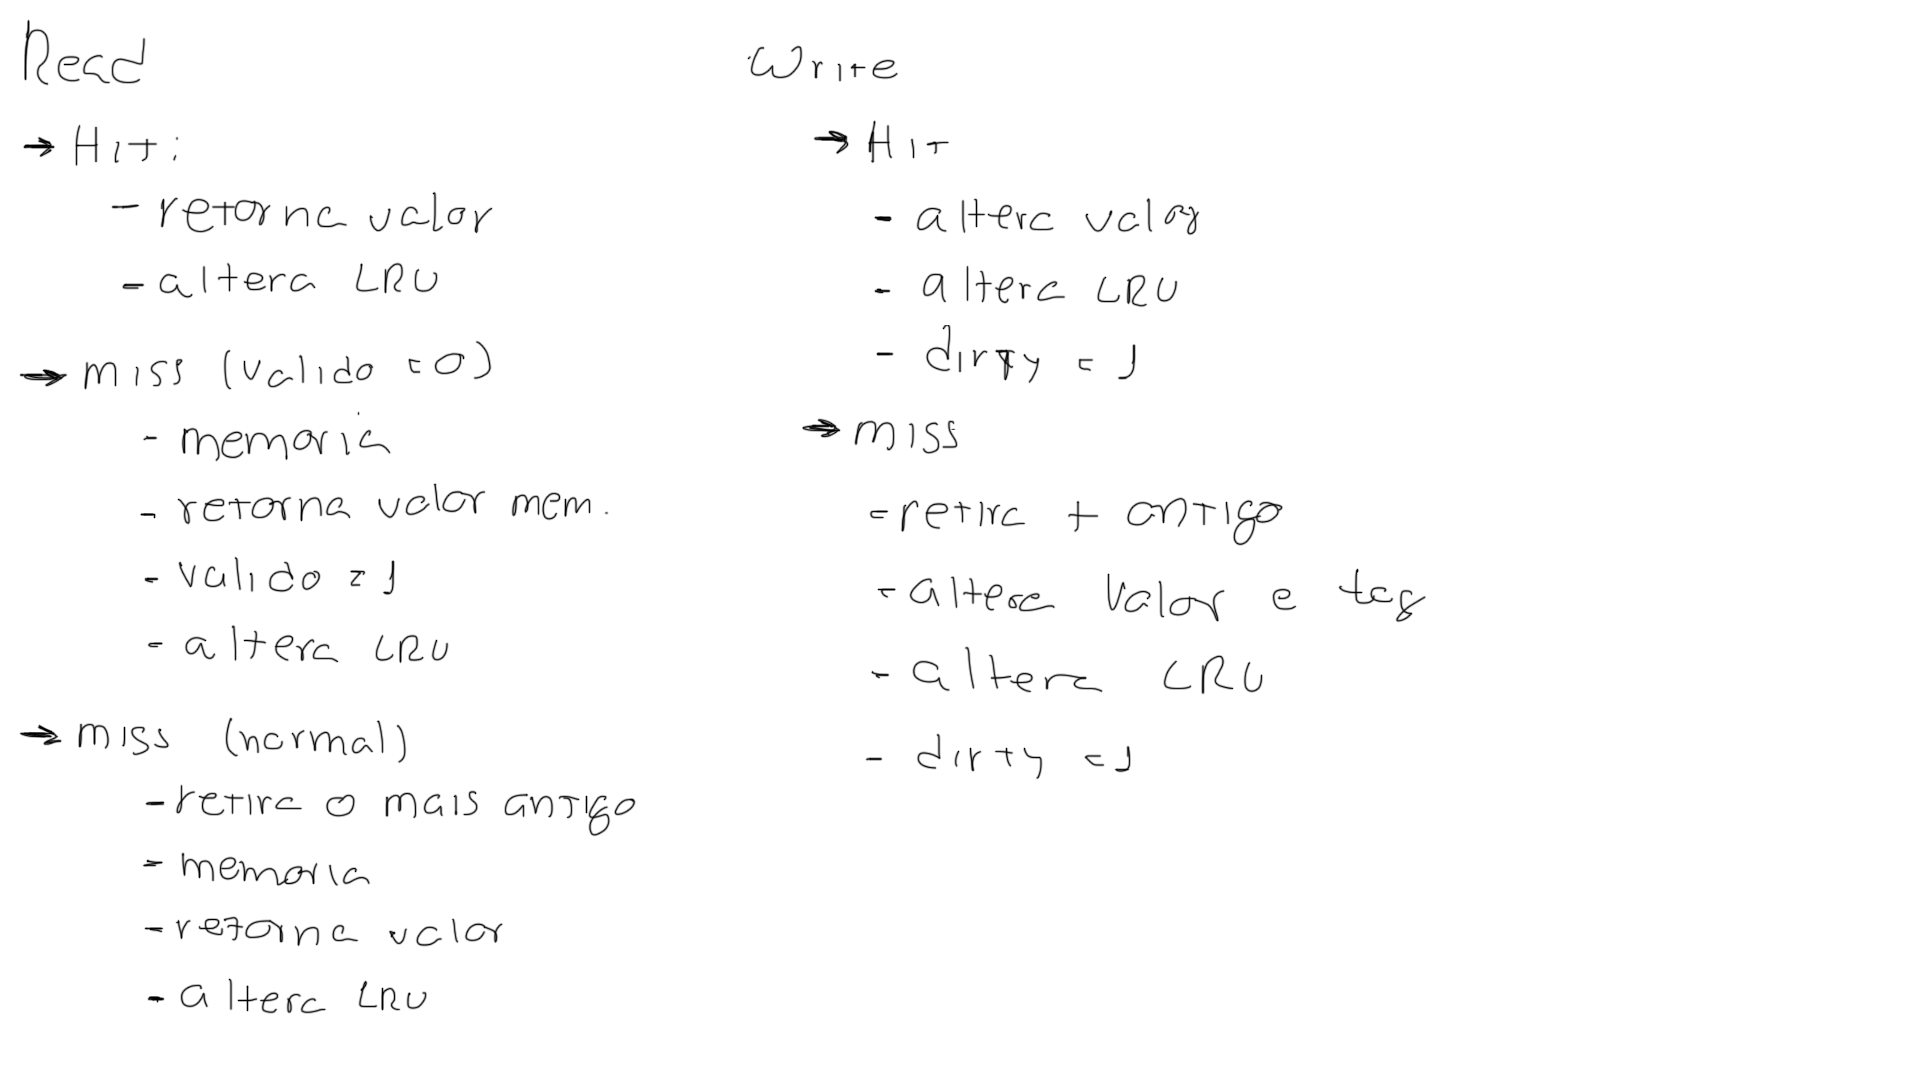 Read
→ Hit:
- retorna valor
- altera LRU
→ miss (valido = 0)
- memoria
- retorna valor mem.
- valido = 1
- altera LRU
→ miss (normal)
- retira o mais antigo
- memoria
- retorna valor
- altera LRU
Write
→ Hit
- altera valor
- altera LRU
- dirty = 1
→ miss
- retira + antigo
- altera valor e tag
- altera LRU
- dirty = 1